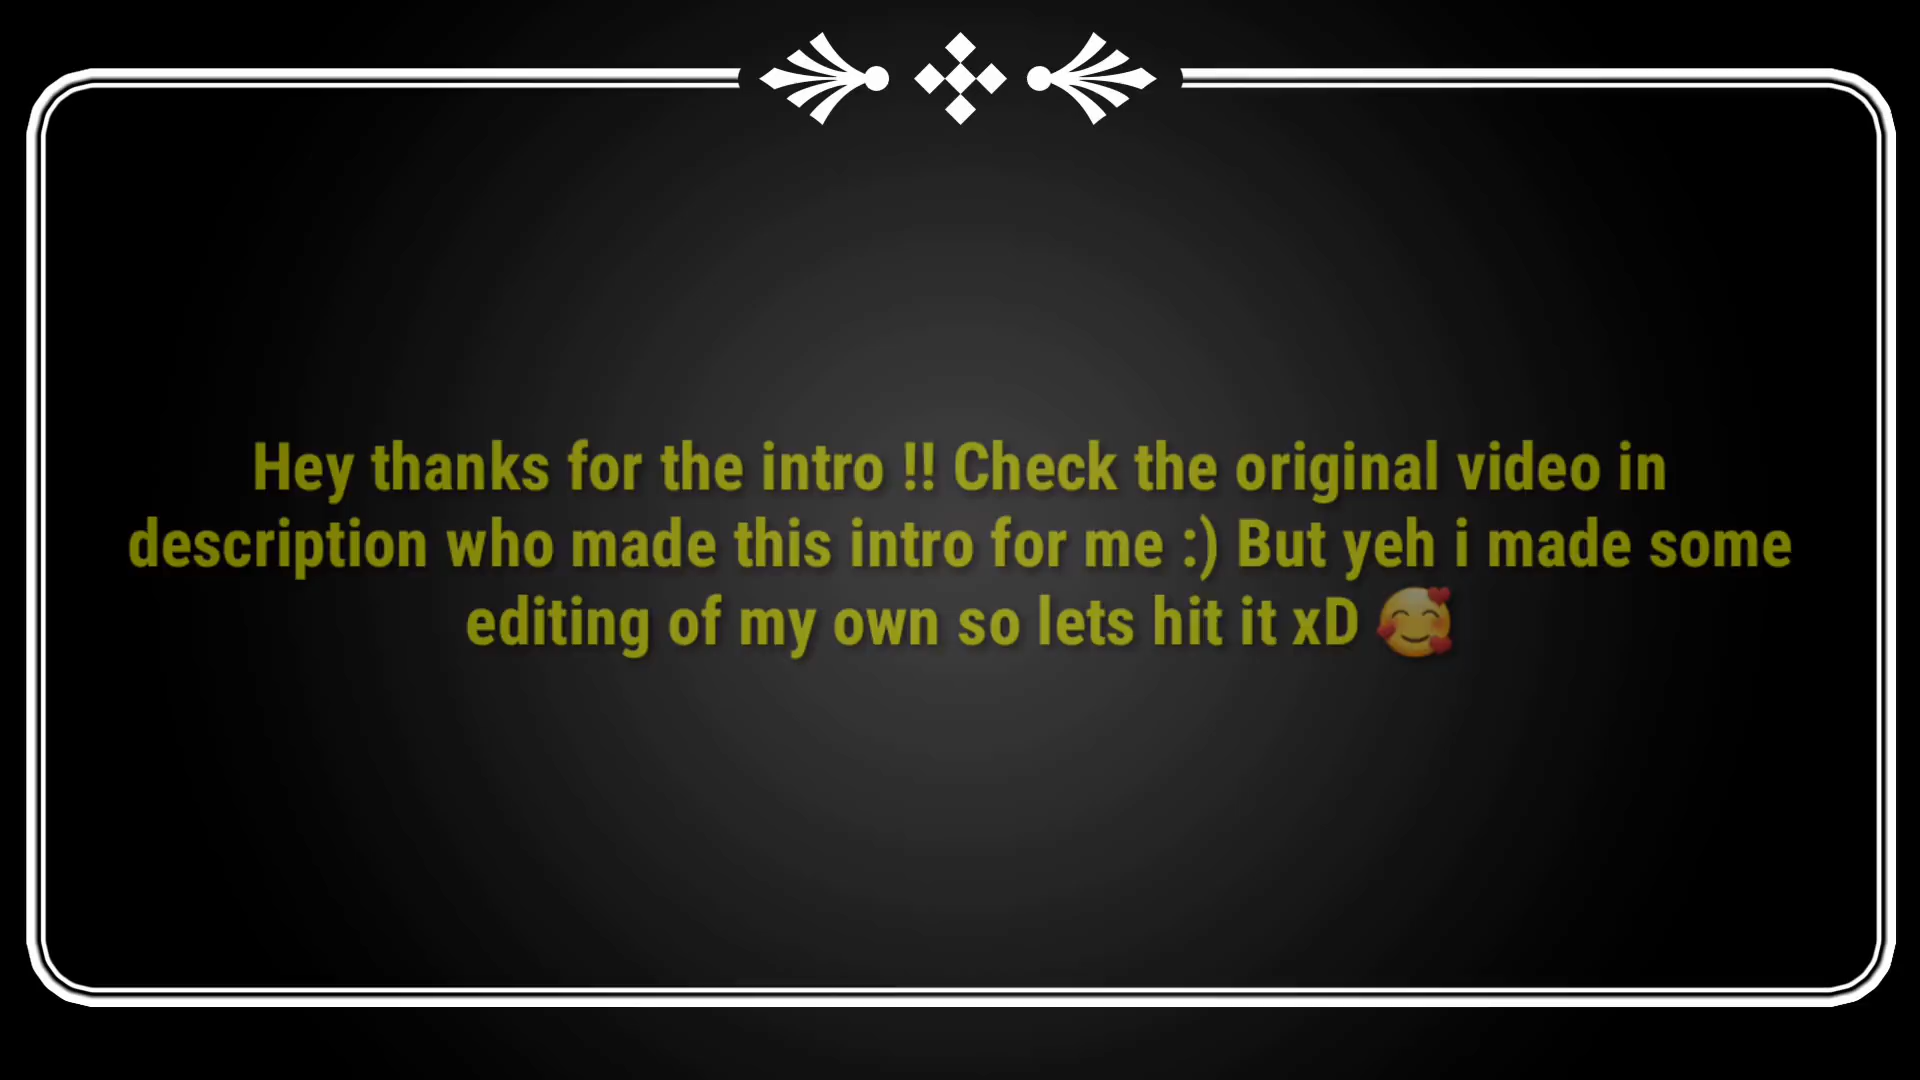 Hey thanks for the intro !! Check the original video in
description who made this intro for me :) But yeh i made some
editing of my own so lets hit it xD 🥰